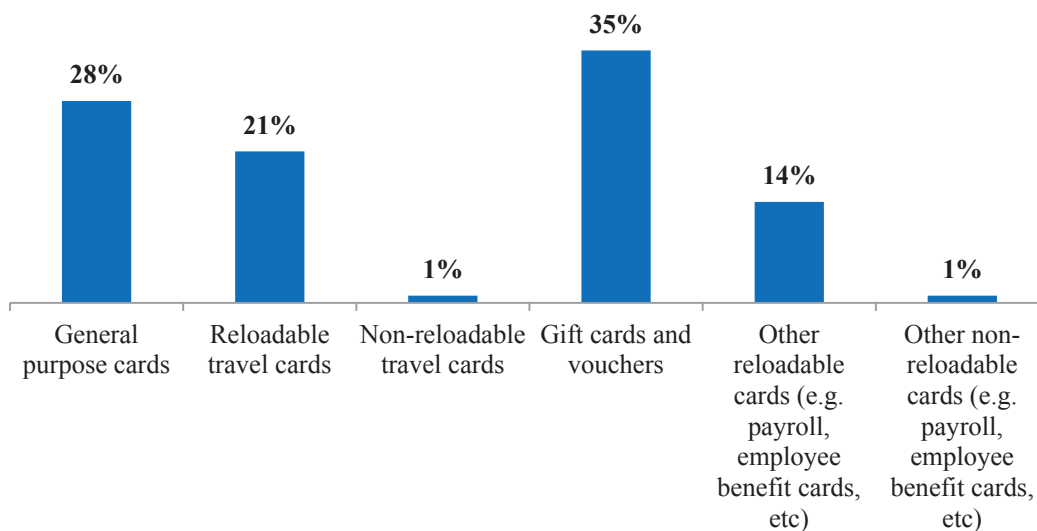 35%
28%
21%
14%
1%
1%
General
purpose cards
Reloadable
travel cards
Non-reloadable
travel cards
Gift cards and
vouchers
Other
reloadable
cards (e.g.
payroll,
employee
benefit cards,
etc)
Other non-
reloadable
cards (e.g.
payroll,
employee
benefit cards,
etc)